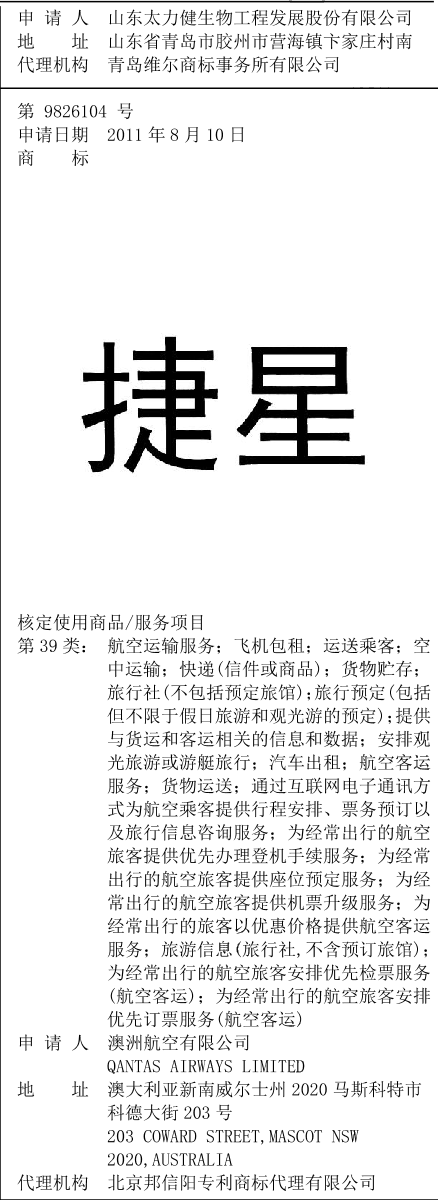 申请人 山东太力健生物工程发展股份有限公司
地址 山东省青岛市胶州市营海镇卞家庄村南
代理机构 青岛维尔商标事务所有限公司
第 9826104 号
申请日期 2011 年 8 月 10 日
商标
捷星
核定使用商品/服务项目
第 39 类: 航空运输服务；飞机包租；运送乘客；空
中运输；快递(信件或商品)；货物贮存；
旅行社(不包括预定旅馆)；旅行预定(包括
但不限于假日旅游和观光游的预定)；提供
与货运和客运相关的信息和数据；安排观
光旅游或游艇旅行；汽车出租；航空客运
服务；货物运送；通过互联网电子通讯方
式为航空乘客提供行程安排、票务预订以
及旅行信息咨询服务；为经常出行的航空
旅客提供优先办理登机手续服务；为经常
出行的航空旅客提供座位预定服务；为经
常出行的航空旅客提供机票升级服务；为
经常出行的旅客以优惠价格提供航空客运
服务；旅游信息(旅行社,不含预订旅馆)；
为经常出行的航空旅客安排优先检票服务
(航空客运)；为经常出行的航空旅客安排
优先订票服务(航空客运)
申请人 澳洲航空有限公司
QANTAS AIRWAYS LIMITED
地址 澳大利亚新南威尔士州 2020 马斯科特市
科德大街 203 号
203 COWARD STREET,MASCOT NSW
2020,AUSTRALIA
代理机构 北京邦信阳专利商标代理有限公司